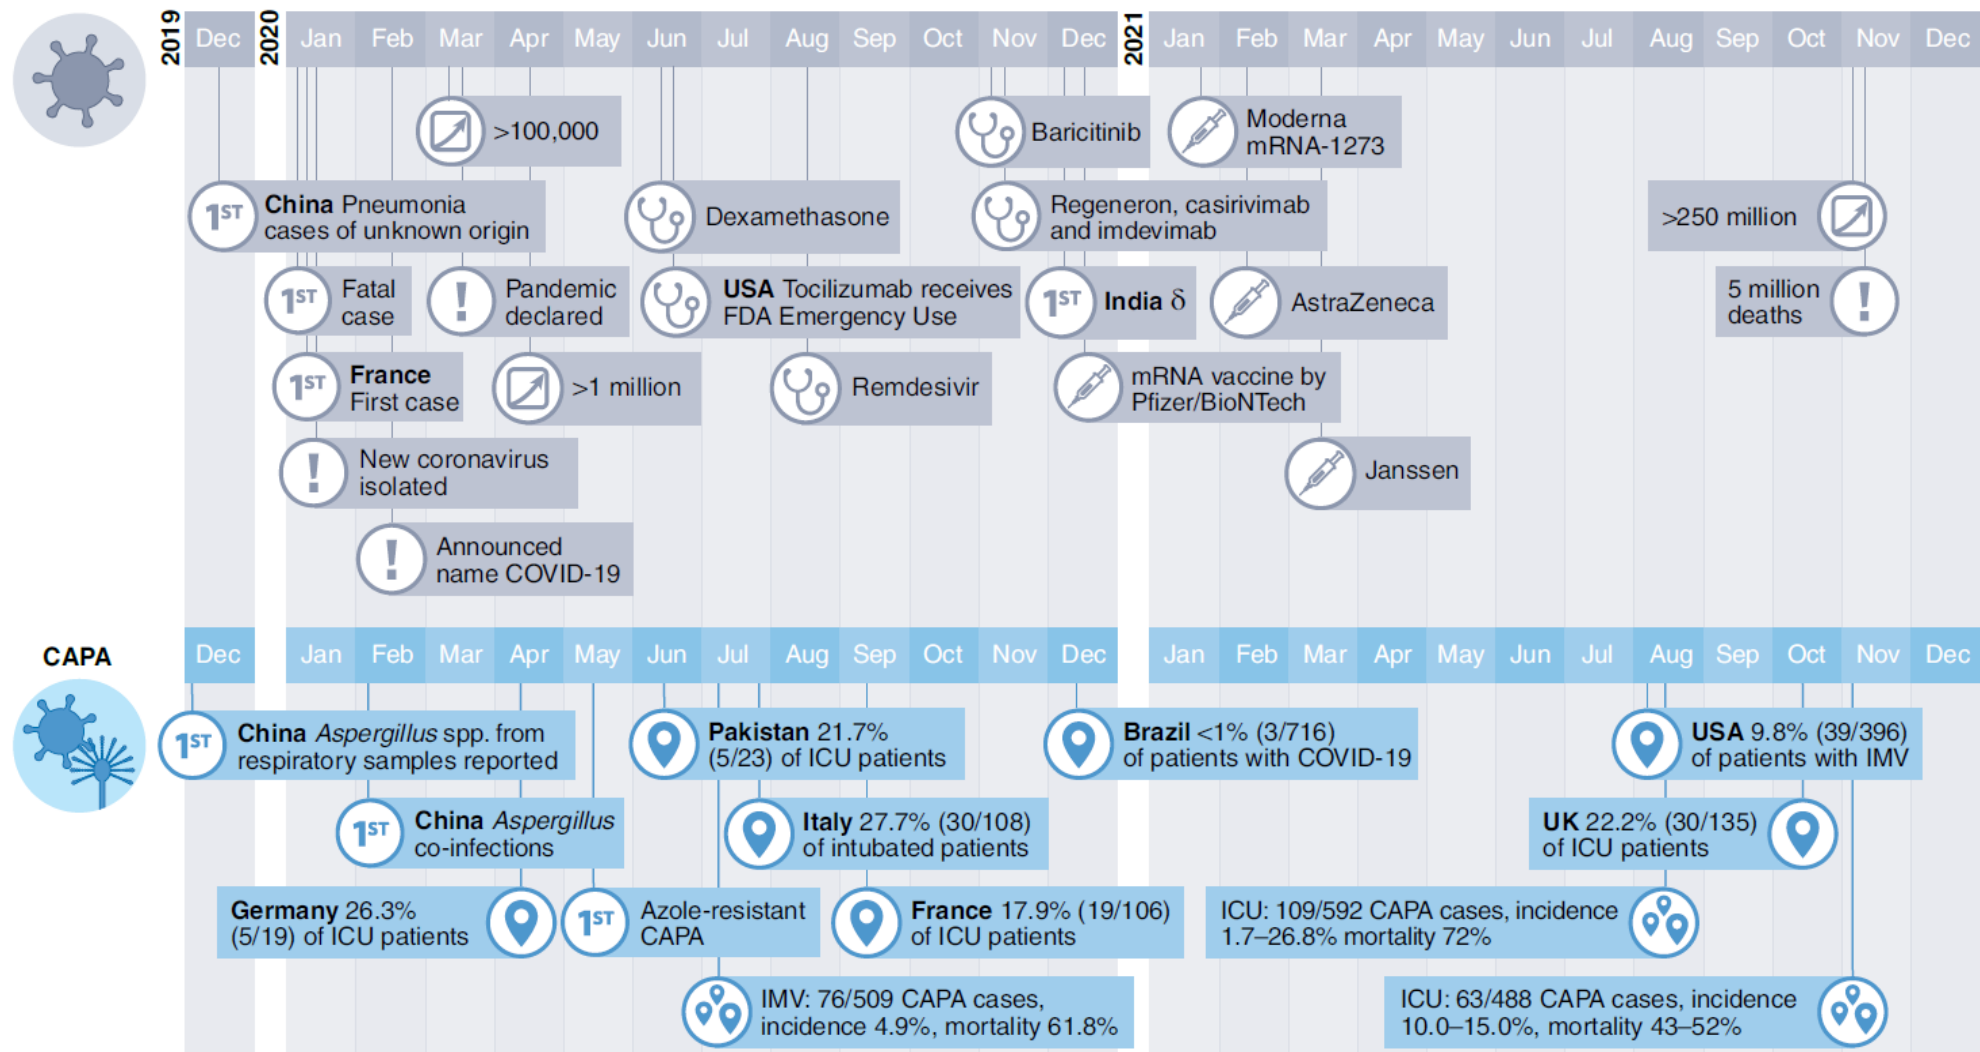 2019 Dec 2020 Jan Feb Mar Apr May Jun Jul Aug Sep Oct Nov Dec 2021 Jan Feb Mar Apr May Jun Jul Aug Sep Oct Nov Dec
>100,000
Baricitinib
Moderna
mRNA-1273
1ST
China Pneumonia
cases of unknown origin
Dexamethasone
Regeneron, casirivimab
and imdevimab
>250 million
1ST
Fatal
case
!
Pandemic
declared
USA Tocilizumab receives
FDA Emergency Use
1ST
India δ
AstraZeneca
5 million
deaths
!
1ST
France
First case
>1 million
Remdesivir
mRNA vaccine by
Pfizer/BioNTech
!
New coronavirus
isolated
Janssen
!
Announced
name COVID-19
CAPA
Dec Jan Feb Mar Apr May Jun Jul Aug Sep Oct Nov Dec Jan Feb Mar Apr May Jun Jul Aug Sep Oct Nov Dec
1ST
China Aspergillus spp. from
respiratory samples reported
Pakistan 21.7%
(5/23) of ICU patients
Brazil <1% (3/716)
of patients with COVID-19
USA 9.8% (39/396)
of patients with IMV
1ST
China Aspergillus
co-infections
Italy 27.7% (30/108)
of intubated patients
UK 22.2% (30/135)
of ICU patients
Germany 26.3%
(5/19) of ICU patients
1ST
Azole-resistant
CAPA
France 17.9% (19/106)
of ICU patients
ICU: 109/592 CAPA cases, incidence
1.7–26.8% mortality 72%
IMV: 76/509 CAPA cases,
incidence 4.9%, mortality 61.8%
ICU: 63/488 CAPA cases, incidence
10.0–15.0%, mortality 43–52%